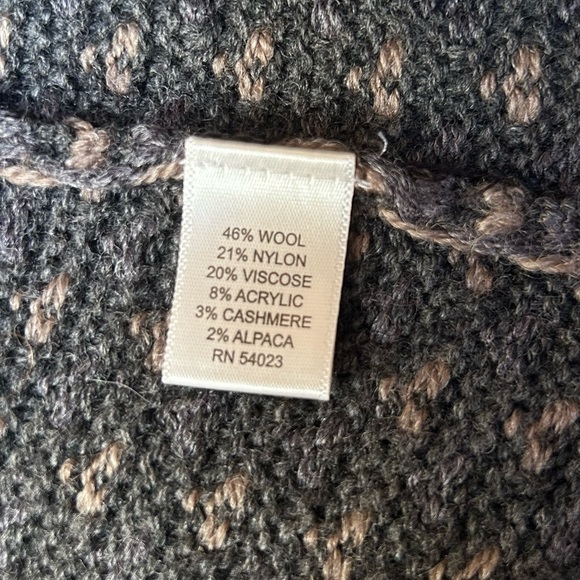 46% WOOL
21% NYLON
20% VISCOSE
8% ACRYLIC
3% CASHMERE
2% ALPACA
RN 54023